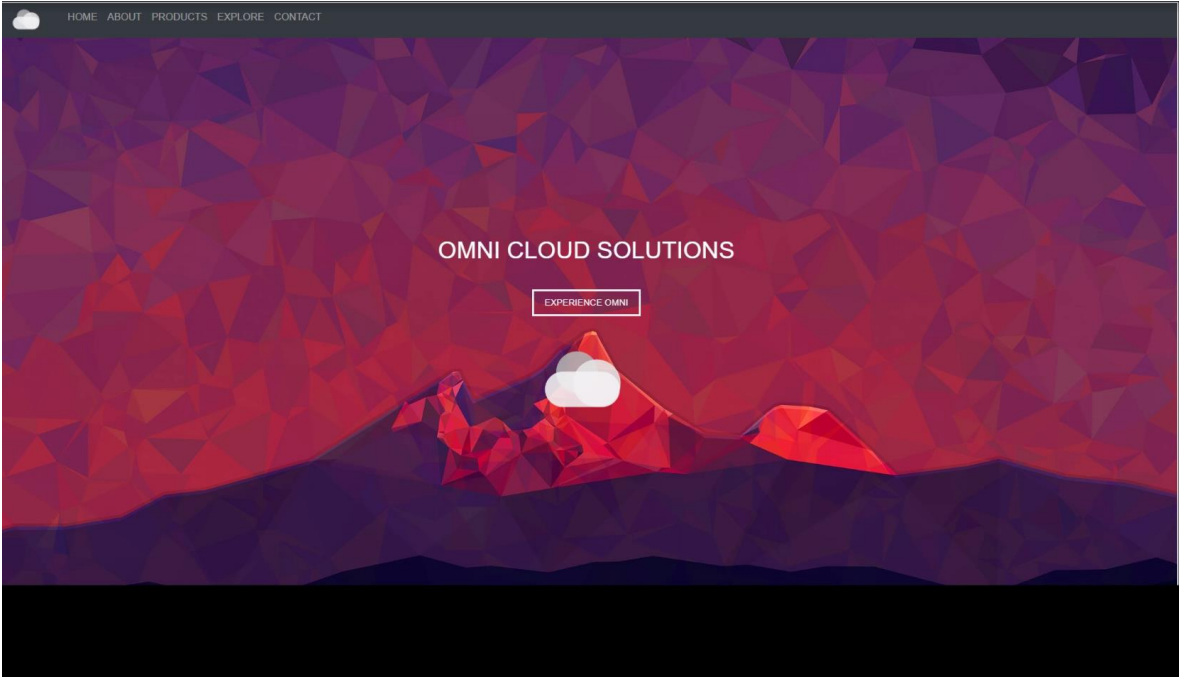 HOME ABOUT PRODUCTS EXPLORE CONTACT
OMNI CLOUD SOLUTIONS
EXPERIENCE OMNI